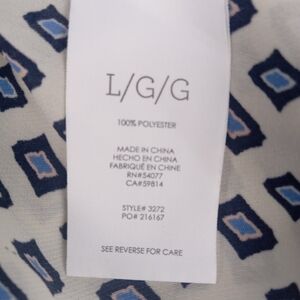 L/G/G
100% POLYESTER
MADE IN CHINA
HECHO EN CHINA
FABRIQUÉ EN CHINE
RN#54077
CA#59814
STYLE# 3272
PO# 216167
SEE REVERSE FOR CARE